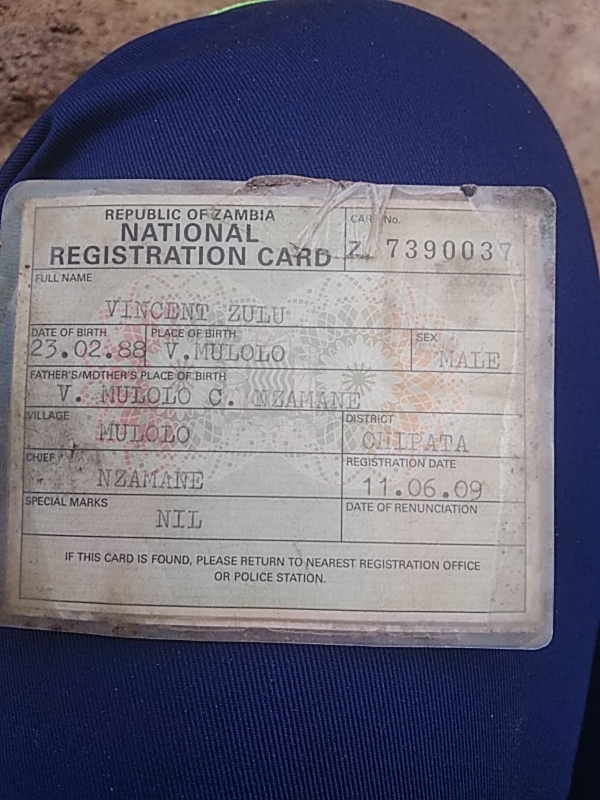 REPUBLIC OF ZAMBIA
NATIONAL
REGISTRATION CARD
CARD No.
Z. 7390037
FULL NAME
VINCENT ZULU
DATE OF BIRTH
23.02.88
PLACE OF BIRTH
V.MULOLO
SEX
MALE
FATHER'S/MOTHER'S PLACE OF BIRTH
V. MULOLO C. NZAMANE
VILLAGE
MULOLO
DISTRICT
CHIPATA
CHIEF
NZAMANE
REGISTRATION DATE
11.06.09
SPECIAL MARKS
NIL
DATE OF RENUNCIATION
IF THIS CARD IS FOUND, PLEASE RETURN TO NEAREST REGISTRATION OFFICE
OR POLICE STATION.